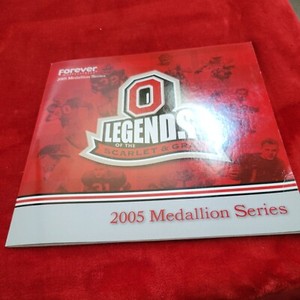 Forever
2005 Medallion Series
O
LEGENDS
OF THE
SCARLET & GRAY
2005 Medallion Series